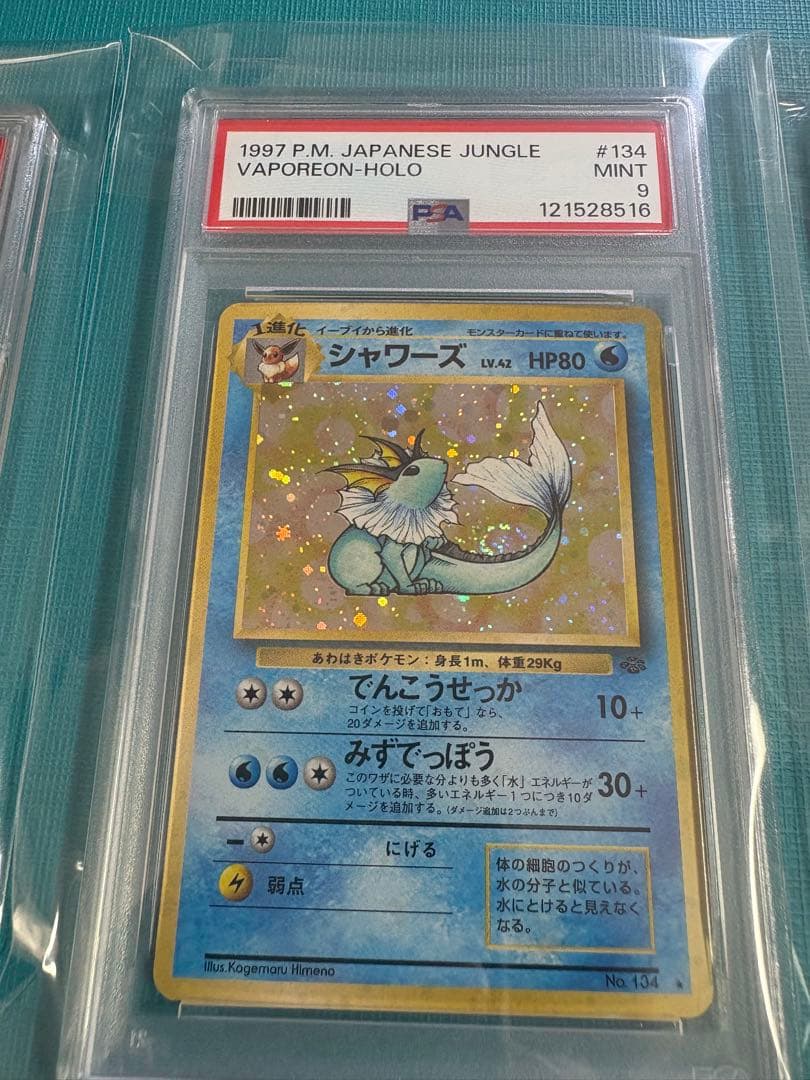 1997 P.M. JAPANESE JUNGLE #134
VAPOREON-HOLO MINT
9
PSA 121528516
1進化 イーブイから進化 モンスターカードに重ねて使います。
シャワーズ LV.42 HP80
あわはきポケモン：身長1m、体重29Kg
でんこうせっか 10+
コインを投げて「おもて」なら、
20ダメージを追加する。
みずでっぽう 30+
このワザに必要な分よりも多く「水」エネルギーが
ついている時、多いエネルギー1つにつき10ダ
メージを追加する。(ダメージ追加は2つぶんまで)
にげる
弱点
体の細胞のつくりが、
水の分子と似ている。
水にとけると見えなく
なる。
Illus.Kagemaru Himeno
No. 134 ★